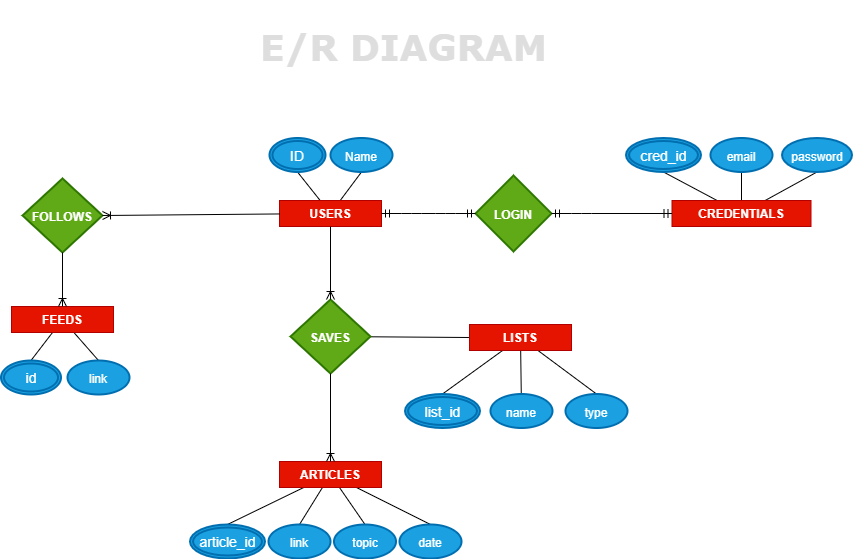 E/R DIAGRAM
ID
Name
cred_id
email
password
FOLLOWS
USERS
LOGIN
CREDENTIALS
FEEDS
SAVES
LISTS
id
link
list_id
name
type
ARTICLES
article_id
link
topic
date